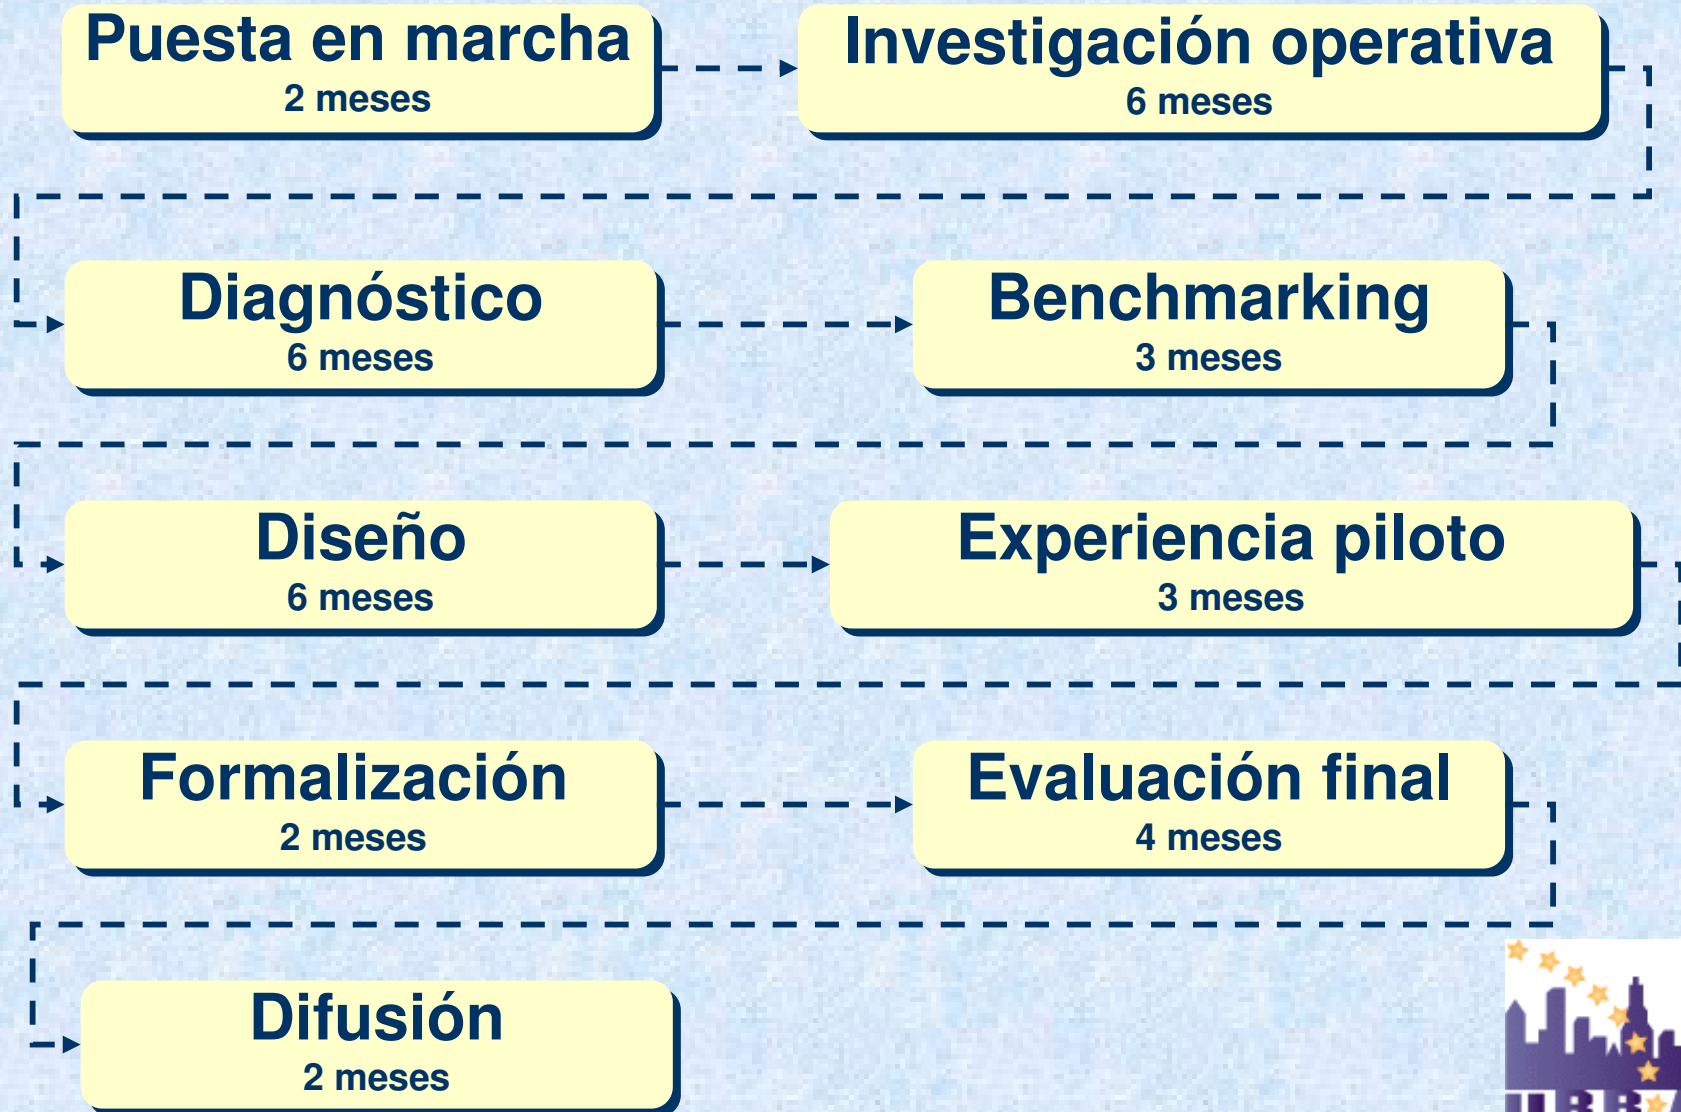 Puesta en marcha
2 meses
Investigación operativa
6 meses
Diagnóstico
6 meses
Benchmarking
3 meses
Diseño
6 meses
Experiencia piloto
3 meses
Formalización
2 meses
Evaluación final
4 meses
Difusión
2 meses